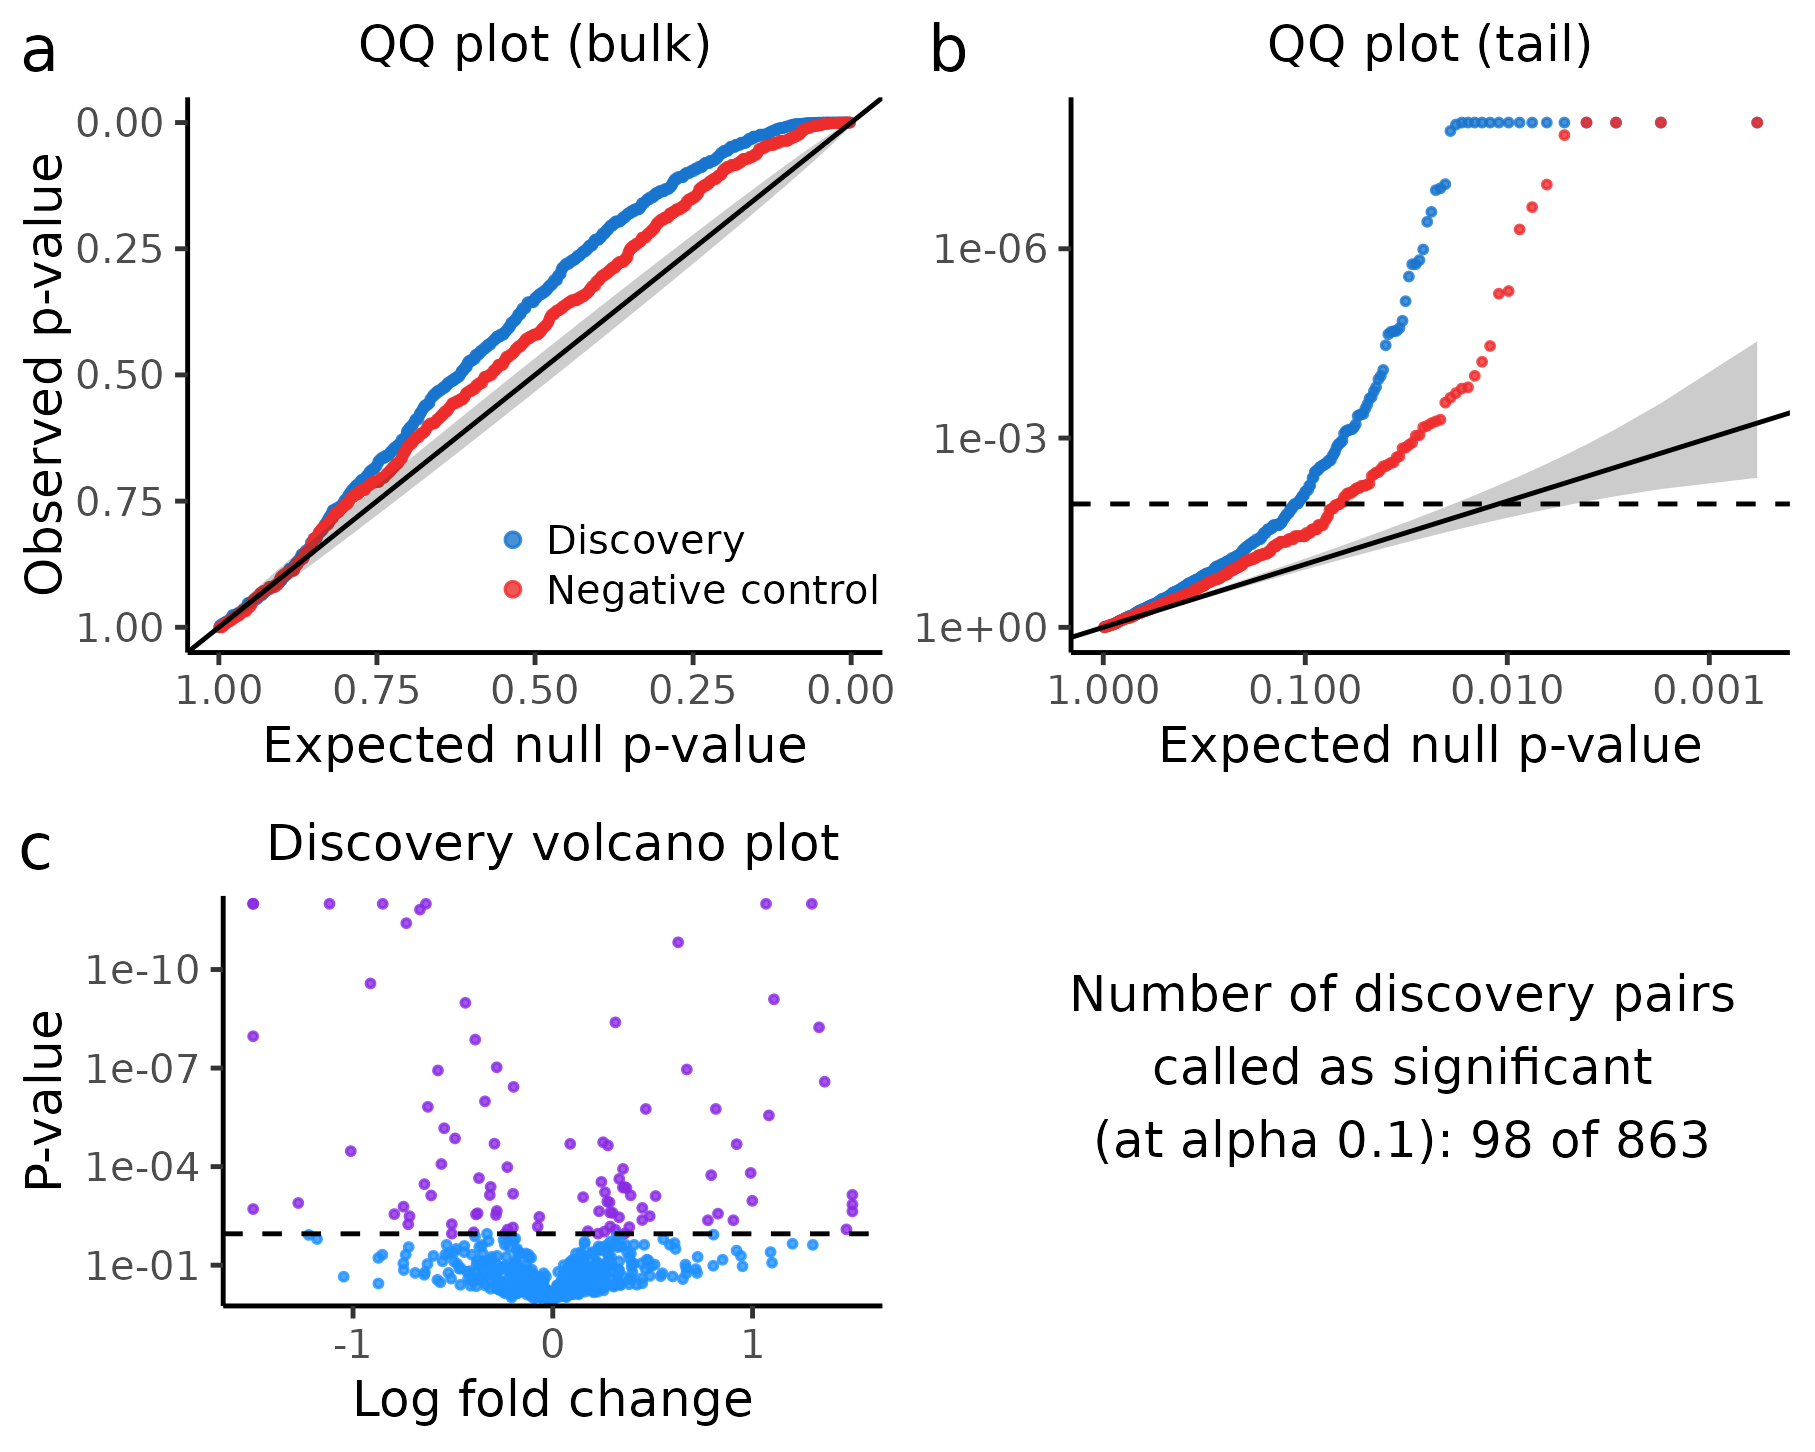 a
QQ plot (bulk)
Observed p-value
0.00
0.25
0.50
0.75
1.00
Discovery
Negative control
1.00 0.75 0.50 0.25 0.00
Expected null p-value
b
QQ plot (tail)
1e-06
1e-03
1e+00
1.000 0.100 0.010 0.001
Expected null p-value
c
Discovery volcano plot
P-value
1e-10
1e-07
1e-04
1e-01
-1 0 1
Log fold change
Number of discovery pairs
called as significant
(at alpha 0.1): 98 of 863